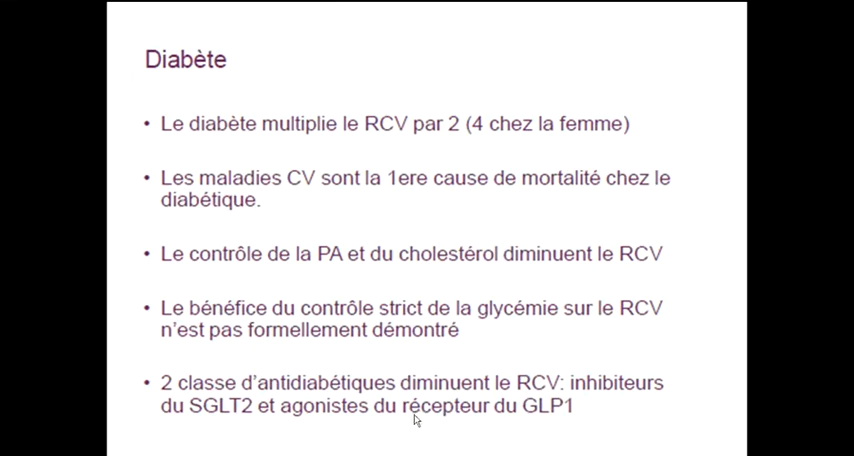 Diabète
• Le diabète multiplie le RCV par 2 (4 chez la femme)
• Les maladies CV sont la 1ere cause de mortalité chez le
diabétique.
• Le contrôle de la PA et du cholestérol diminuent le RCV
• Le bénéfice du contrôle strict de la glycémie sur le RCV
n’est pas formellement démontré
• 2 classe d’antidiabétiques diminuent le RCV: inhibiteurs
du SGLT2 et agonistes du récepteur du GLP1